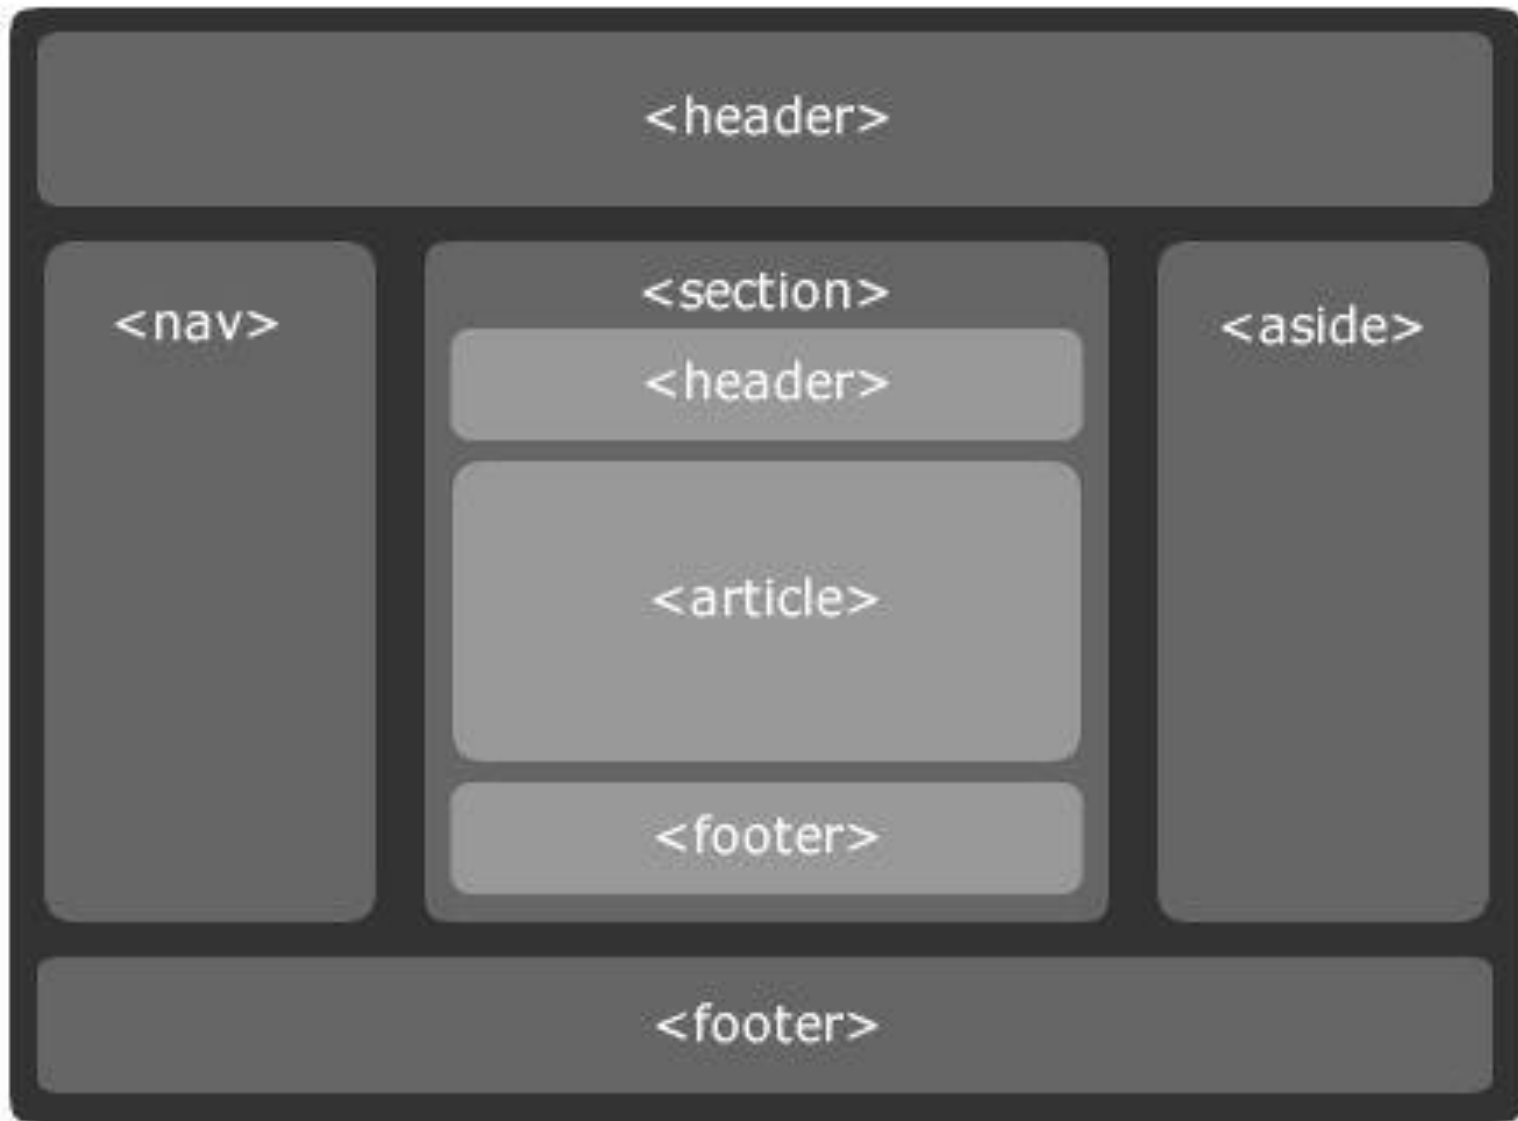 <header>
<nav>
<section>
<header>
<article>
<footer>
<aside>
<footer>